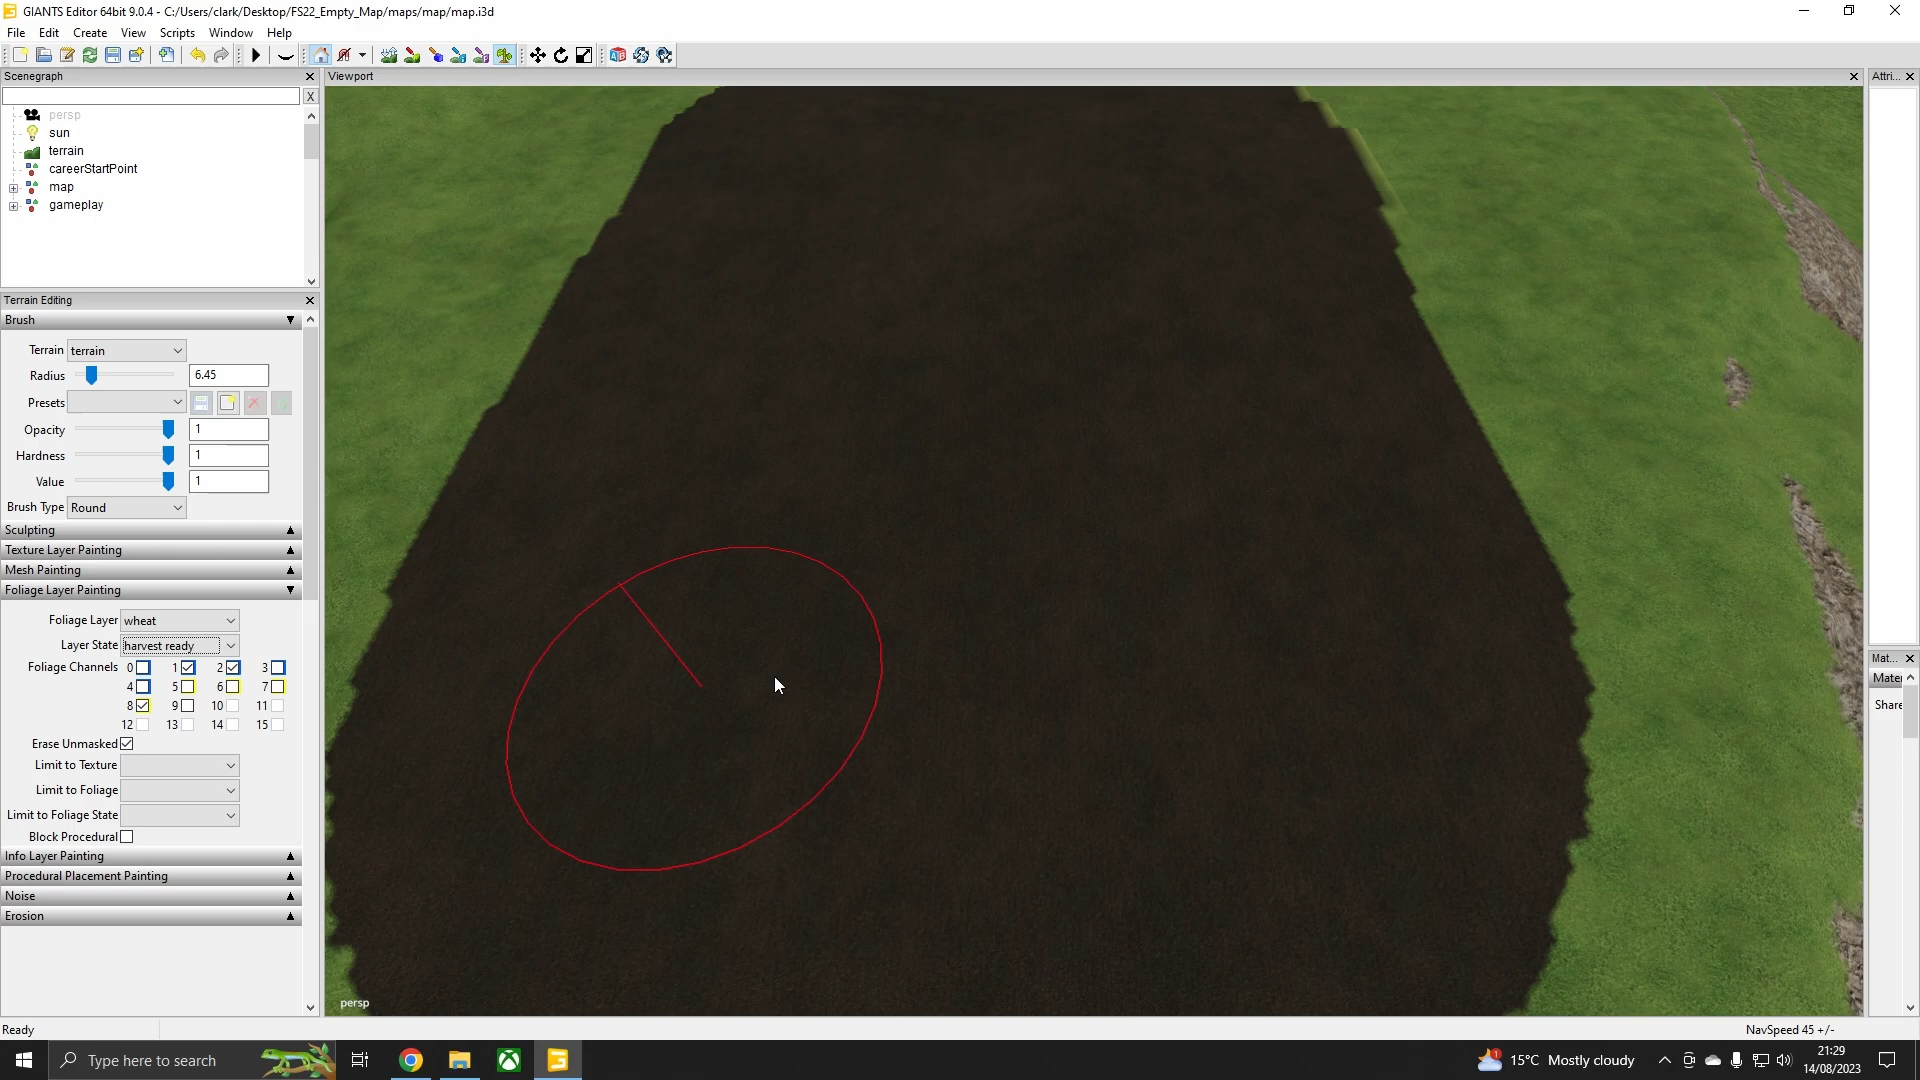 GIANTS Editor 64bit 9.0.4 - C:/Users/clark/Desktop/FS22_Empty_Map/maps/map/map.i3d
File Edit Create View Scripts Window Help
Scenegraph
Viewport
Attri...
X
persp
sun
terrain
careerStartPoint
map
gameplay
Terrain Editing
Brush
Terrain terrain
Radius 6.45
Presets
Opacity 1
Hardness 1
Value 1
Brush Type Round
Sculpting
Texture Layer Painting
Mesh Painting
Foliage Layer Painting
Foliage Layer wheat
Layer State harvest ready
Foliage Channels 0 1 2 3
4 5 6 7
8 9 10 11
12 13 14 15
Erase Unmasked
Limit to Texture
Limit to Foliage
Limit to Foliage State
Block Procedural
Info Layer Painting
Procedural Placement Painting
Noise
Erosion
Mat...
Mater
Share
persp
Ready
NavSpeed 45 +/-
Type here to search
1
15°C Mostly cloudy
21:29
14/08/2023